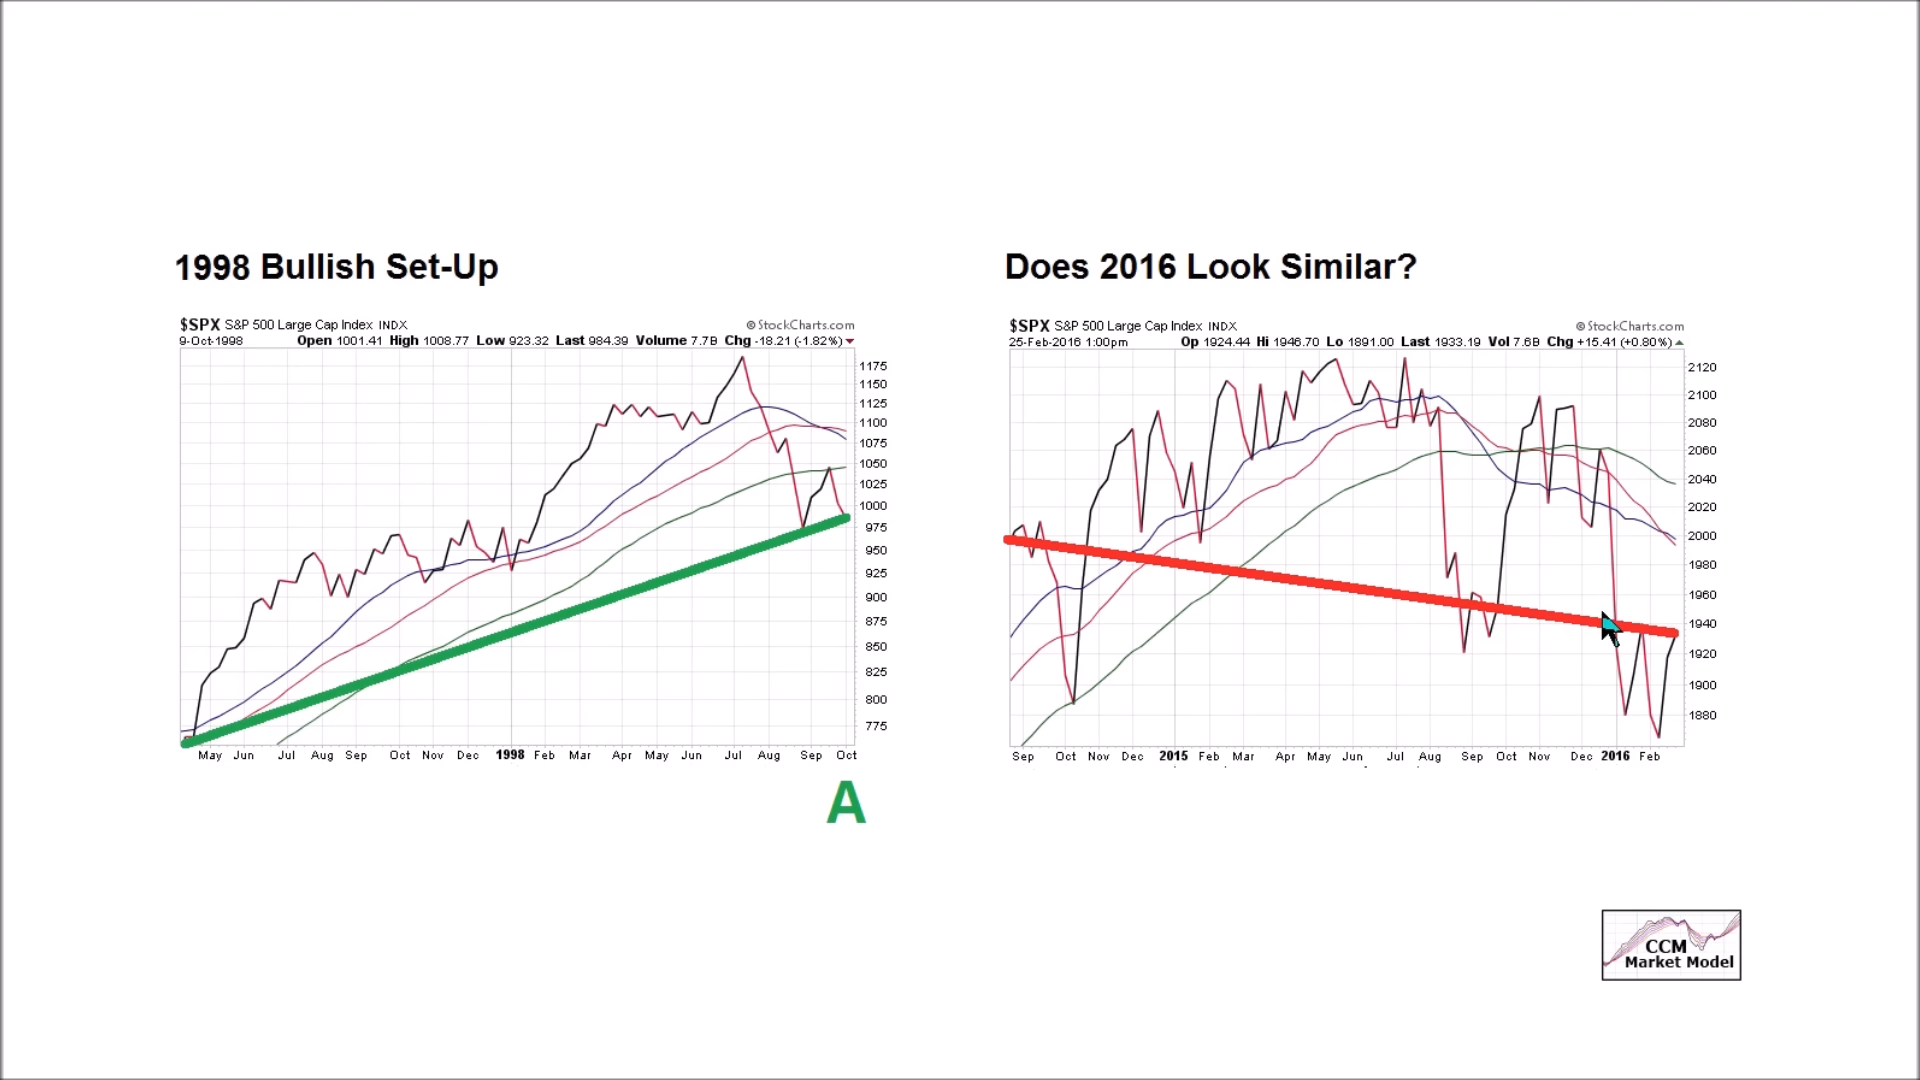 1998 Bullish Set-Up
$SPX S&P 500 Large Cap Index INDX © StockCharts.com
9-Oct-1998 Open 1001.41 High 1008.77 Low 923.32 Last 984.39 Volume 7.7B Chg -18.21 (-1.82%)
1175
1150
1125
1100
1075
1050
1025
1000
975
950
925
900
875
850
825
800
775
May Jun Jul Aug Sep Oct Nov Dec 1998 Feb Mar Apr May Jun Jul Aug Sep Oct
A
Does 2016 Look Similar?
$SPX S&P 500 Large Cap Index INDX © StockCharts.com
25-Feb-2016 1:00pm Op 1924.44 Hi 1946.70 Lo 1891.00 Last 1933.19 Vol 7.6B Chg +15.41 (+0.80%)
2120
2100
2080
2060
2040
2020
2000
1980
1960
1940
1920
1900
1880
Sep Oct Nov Dec 2015 Feb Mar Apr May Jun Jul Aug Sep Oct Nov Dec 2016 Feb
CCM
Market Model